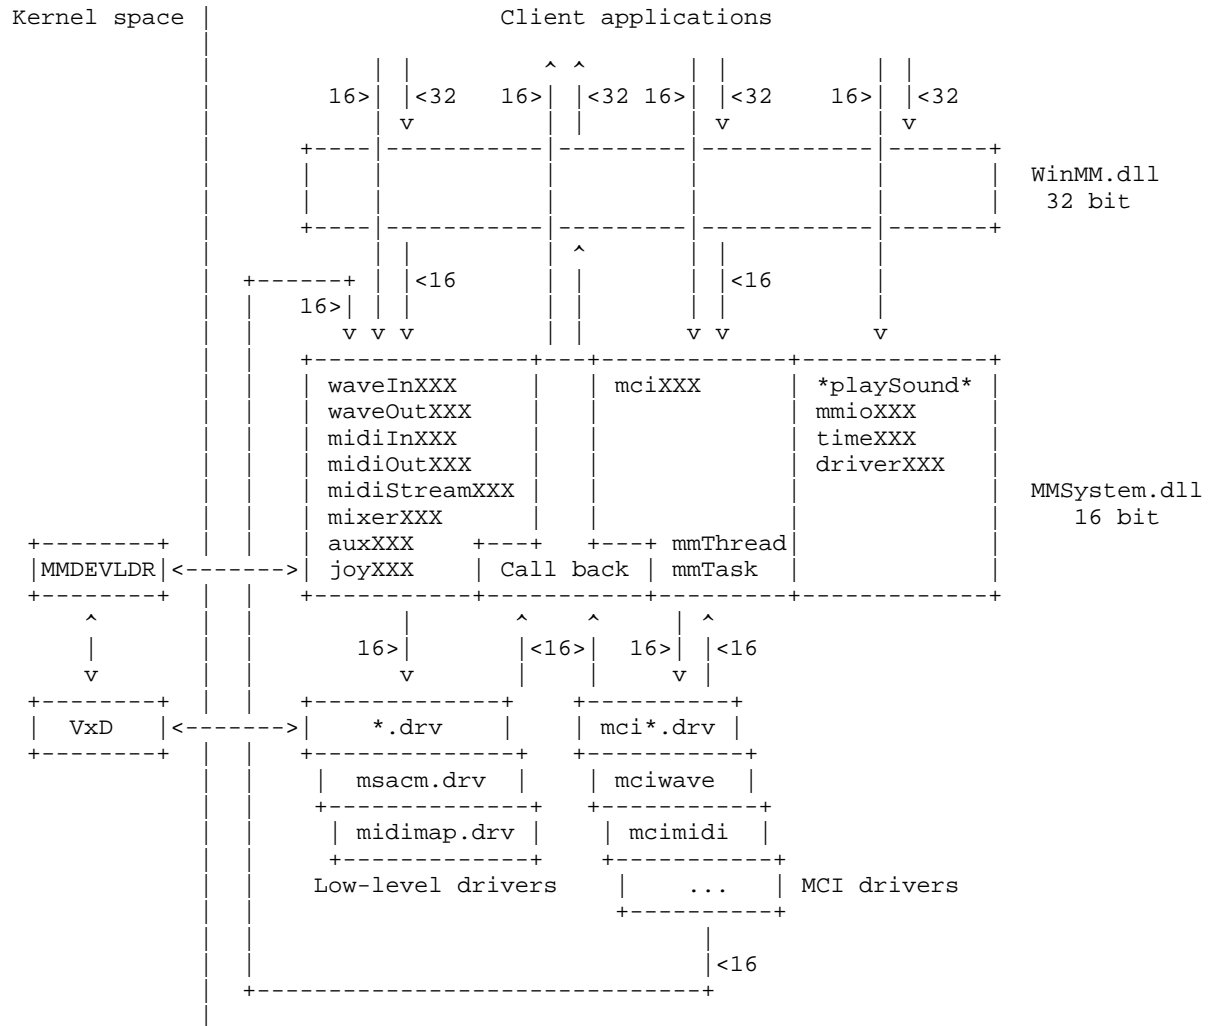 Kernel space | Client applications
16>| |<32 16>| |<32 16>| |<32 16>| |<32
WinMM.dll
32 bit
|<16 |<16
16>|
waveInXXX mciXXX *playSound*
waveOutXXX mmioXXX
midiInXXX timeXXX
midiOutXXX driverXXX
midiStreamXXX MMSystem.dll
mixerXXX 16 bit
auxXXX mmThread
MMDEVLDR joyXXX Call back mmTask
16>| |<16>| 16>| |<16
VxD *.drv mci*.drv
msacm.drv mciwave
midimap.drv mcimidi
Low-level drivers ... MCI drivers
|<16